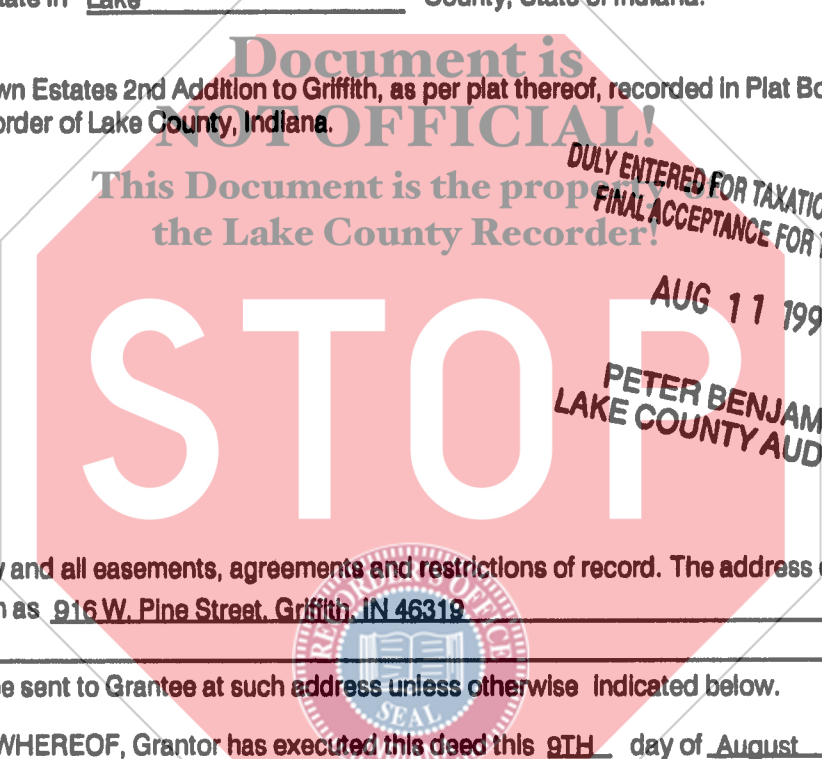 Lake County, State of Indiana.
Document is
wn Estates 2nd Addition to Griffith, as per plat thereof, recorded in Plat Bo
order of Lake County, Indiana.
NOT OFFICIAL!
This Document is the property of
the Lake County Recorder!
DULY ENTERED FOR TAXATIO
FINAL ACCEPTANCE FOR T
AUG 11 199
PETER BENJAM
LAKE COUNTY AUD
STOP
y and all easements, agreements and restrictions of record. The address o
n as 916 W. Pine Street, Griffith, IN 46319
e sent to Grantee at such address unless otherwise indicated below.
RECORDER'S OFFICE
SEAL
WHEREOF, Grantor has executed this deed this 9TH day of August